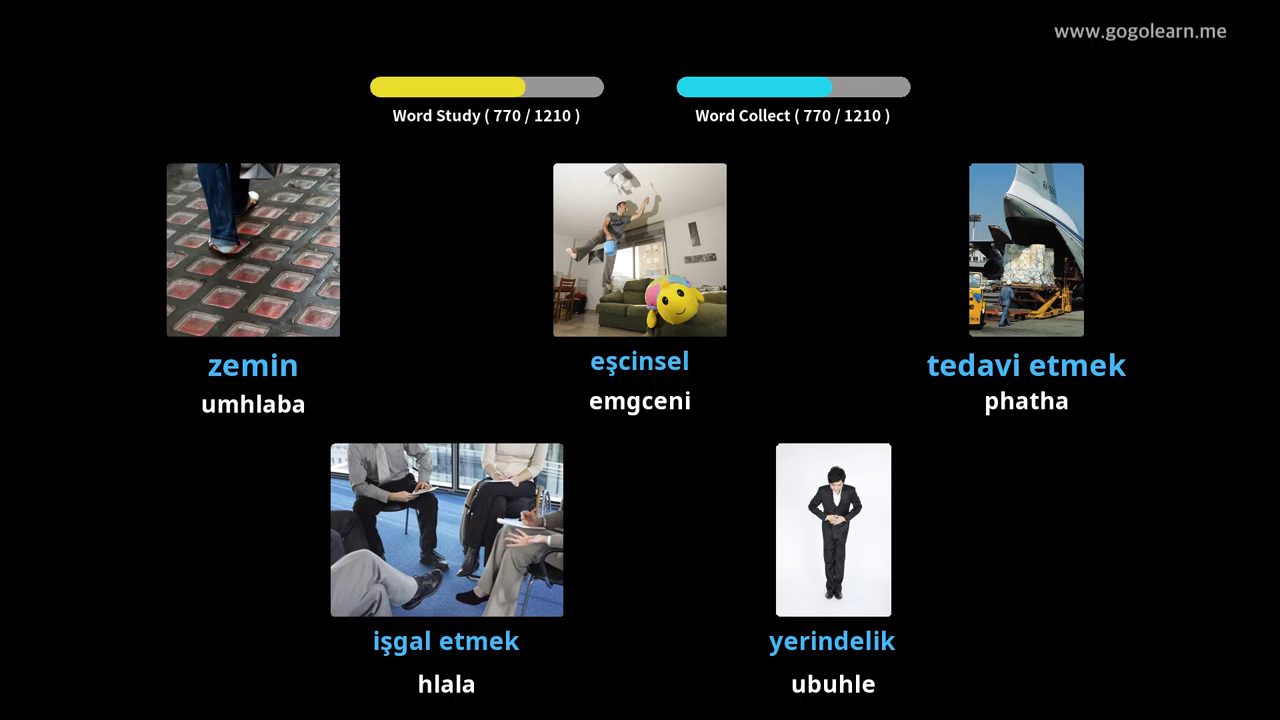 www.gogolearn.me
Word Study ( 770 / 1210 )
Word Collect ( 770 / 1210 )
zemin
umhlaba
eşcinsel
emgceni
tedavi etmek
phatha
işgal etmek
hlala
yerindelik
ubuhle